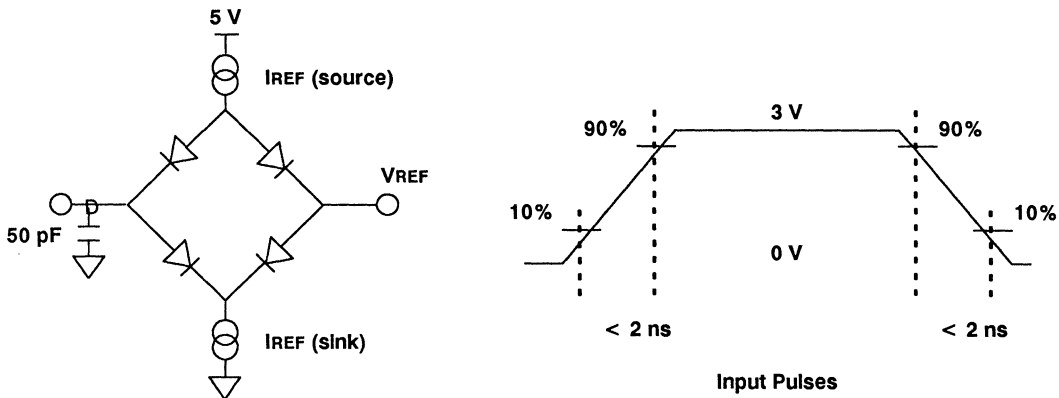 5 V
IREF (source)
VREF
D
50 pF
IREF (sink)
3 V
90%
90%
10%
10%
0 V
< 2 ns
< 2 ns
Input Pulses